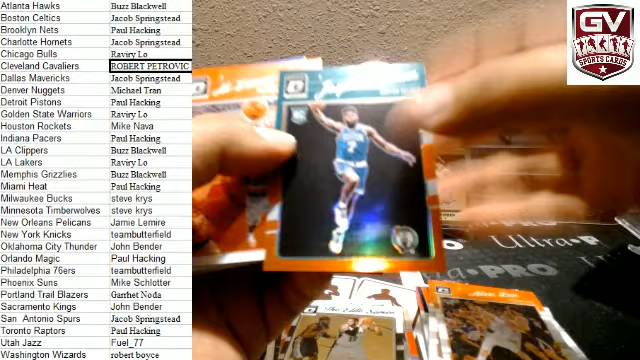 Atlanta Hawks Buzz Blackwell
Boston Celtics Jacob Springstead
Brooklyn Nets Paul Hacking
Charlotte Hornets Jacob Springstead
Chicago Bulls Raviry Lo
Cleveland Cavaliers ROBERT PETROVIC
Dallas Mavericks Jacob Springstead
Denver Nuggets Michael Tran
Detroit Pistons Paul Hacking
Golden State Warriors Raviry Lo
Houston Rockets Mike Nava
Indiana Pacers Paul Hacking
LA Clippers Buzz Blackwell
LA Lakers Raviry Lo
Memphis Grizzlies Buzz Blackwell
Miami Heat Paul Hacking
Milwaukee Bucks steve krys
Minnesota Timberwolves steve krys
New Orleans Pelicans Jamie Lemire
New York Knicks teambutterfield
Oklahoma City Thunder John Bender
Orlando Magic Paul Hacking
Philadelphia 76ers teambutterfield
Phoenix Suns Mike Schlotter
Portland Trail Blazers Garrhet Noda
Sacramento Kings John Bender
San Antonio Spurs Jacob Springstead
Toronto Raptors Paul Hacking
Utah Jazz Fuel_77
Washington Wizards robert boyce
GV
SPORTS CARDS
RC
7
Ultra
PRO